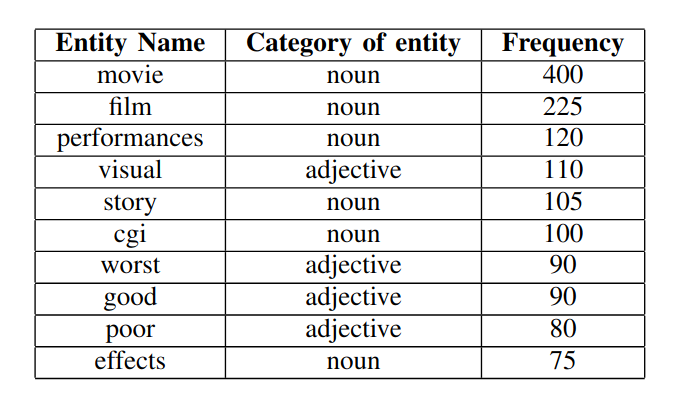 Entity Name Category of entity Frequency
movie noun 400
film noun 225
performances noun 120
visual adjective 110
story noun 105
cgi noun 100
worst adjective 90
good adjective 90
poor adjective 80
effects noun 75